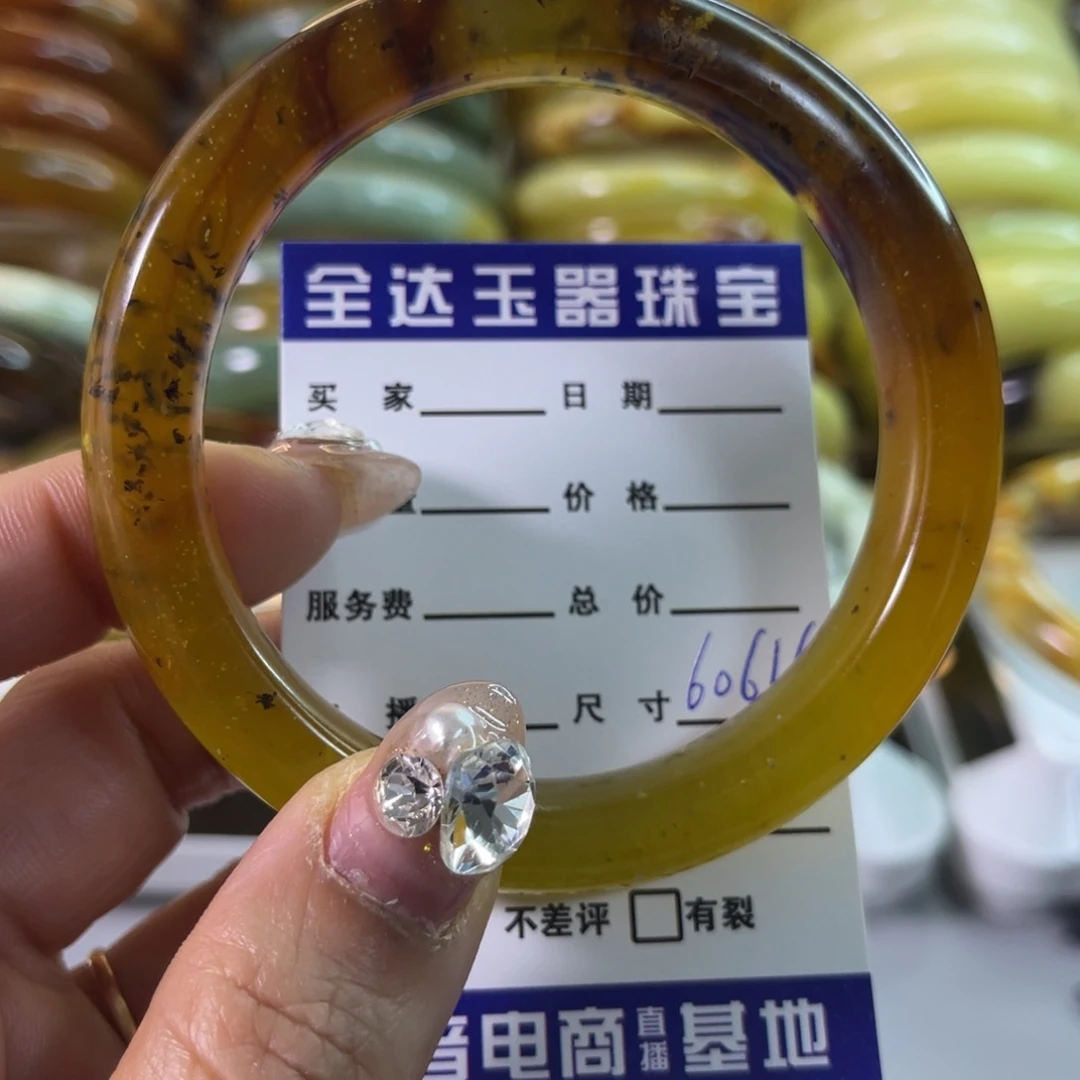 全达玉器珠宝
买 家 日 期
价 格
服务费 总 价
播 尺 寸 6061
不差评 有裂
电商直播基地